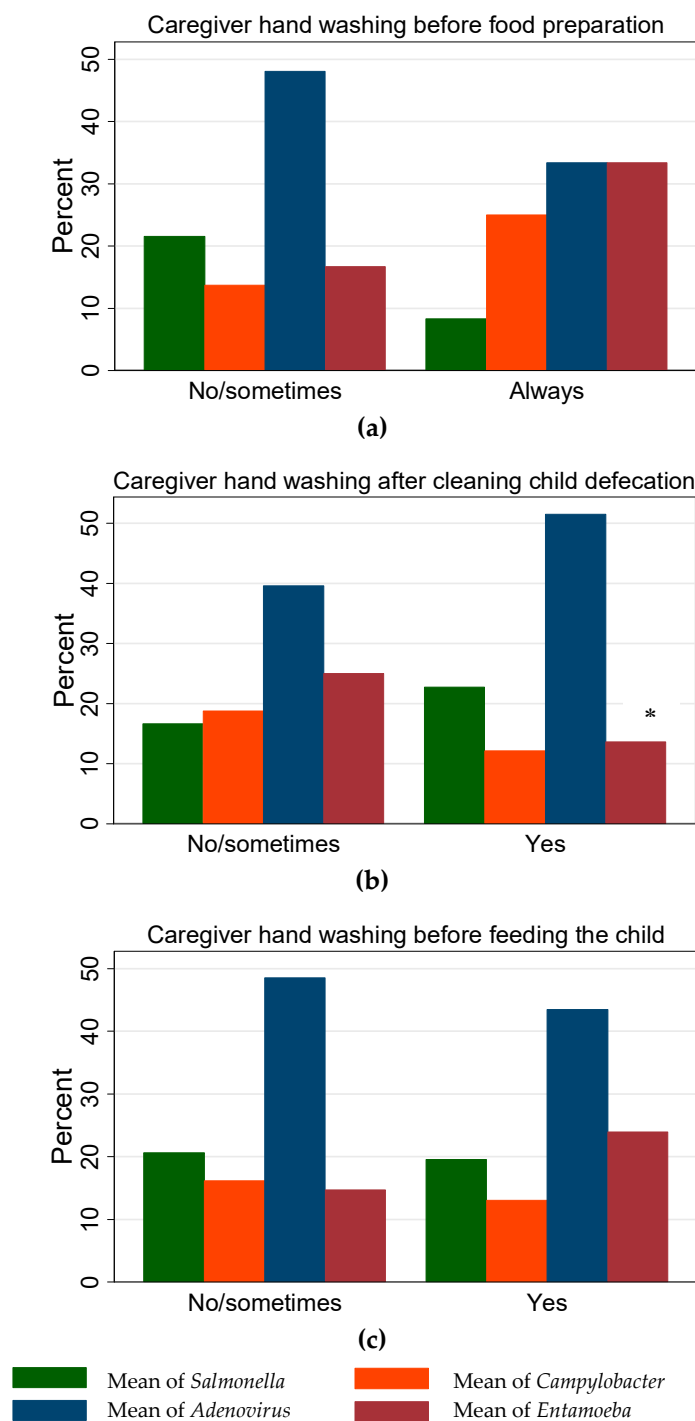 Caregiver hand washing before food preparation
50
40
30
20
10
0
Percent
No/sometimes Always
(a)
Caregiver hand washing after cleaning child defecation
50
40
30
20
10
0
Percent
*
No/sometimes Yes
(b)
Caregiver hand washing before feeding the child
50
40
30
20
10
0
Percent
No/sometimes Yes
(c)
Mean of Salmonella Mean of Campylobacter
Mean of Adenovirus Mean of Entamoeba